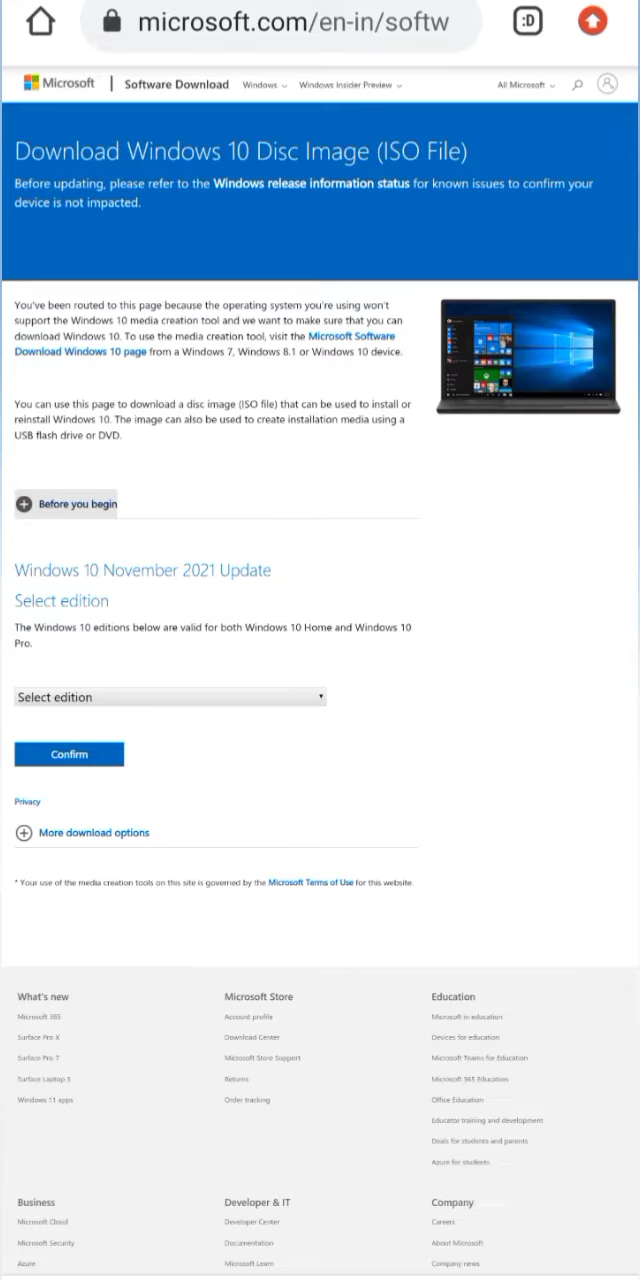 microsoft.com/en-in/softw
:D
Microsoft
Software Download
Windows
Windows Insider Preview
All Microsoft
Download Windows 10 Disc Image (ISO File)
Before updating, please refer to the Windows release information status for known issues to confirm your
device is not impacted.
You've been routed to this page because the operating system you're using won't
support the Windows 10 media creation tool and we want to make sure that you can
download Windows 10. To use the media creation tool, visit the Microsoft Software
Download Windows 10 page from a Windows 7, Windows 8.1 or Windows 10 device.
You can use this page to download a disc image (ISO file) that can be used to install or
reinstall Windows 10. The image can also be used to create installation media using a
USB flash drive or DVD.
Before you begin
Windows 10 November 2021 Update
Select edition
The Windows 10 editions below are valid for both Windows 10 Home and Windows 10
Pro.
Select edition
Confirm
Privacy
More download options
* Your use of the media creation tools on this site is governed by the Microsoft Terms of Use for this website.
What's new
Microsoft 365
Surface Pro X
Surface Pro 7
Surface Laptop 3
Windows 11 apps
Microsoft Store
Account profile
Download Center
Microsoft Store Support
Returns
Order tracking
Education
Microsoft in education
Devices for education
Microsoft Teams for Education
Microsoft 365 Education
Office Education
Educator training and development
Deals for students and parents
Azure for students
Business
Microsoft Cloud
Microsoft Security
Azure
Developer & IT
Developer Center
Documentation
Microsoft Learn
Company
Careers
About Microsoft
Company news